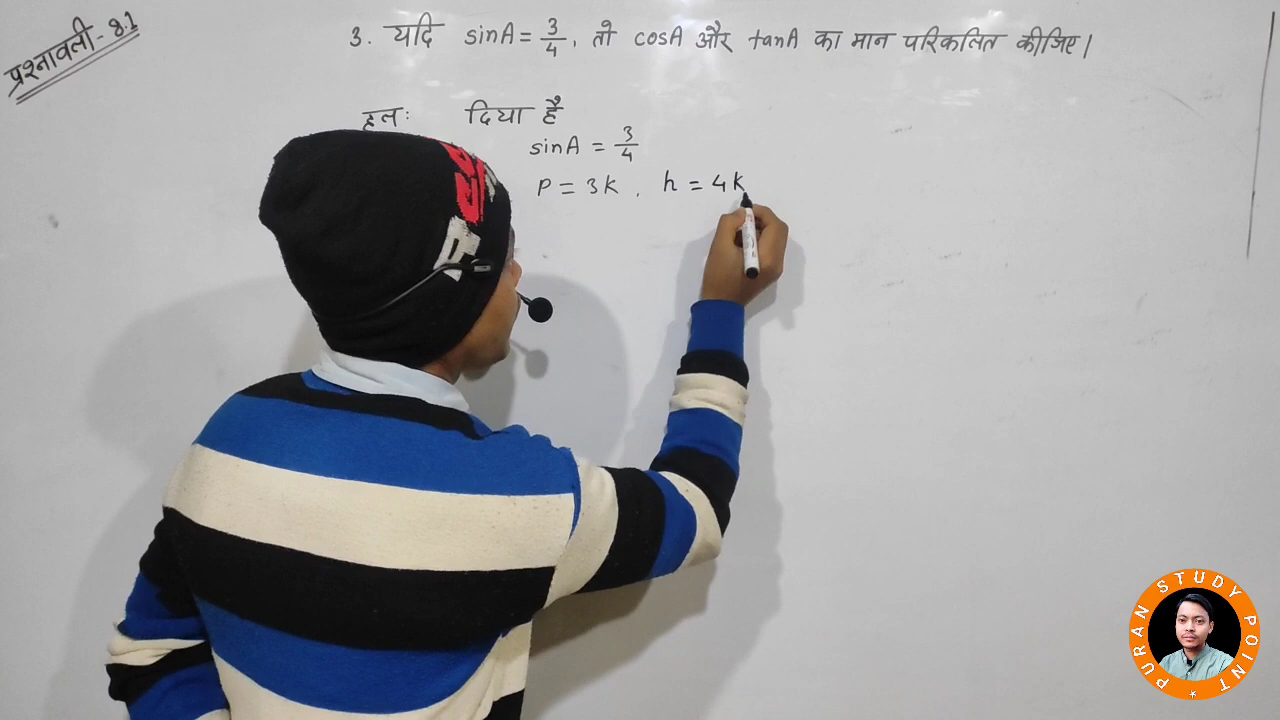 प्रश्नावली-8.1
3. यदि sinA = 3/4, तो cosA और tanA का मान परिकलित कीजिए।
हल: दिया है
sinA = 3/4
P = 3K, h = 4K
PURAN STUDY POINT